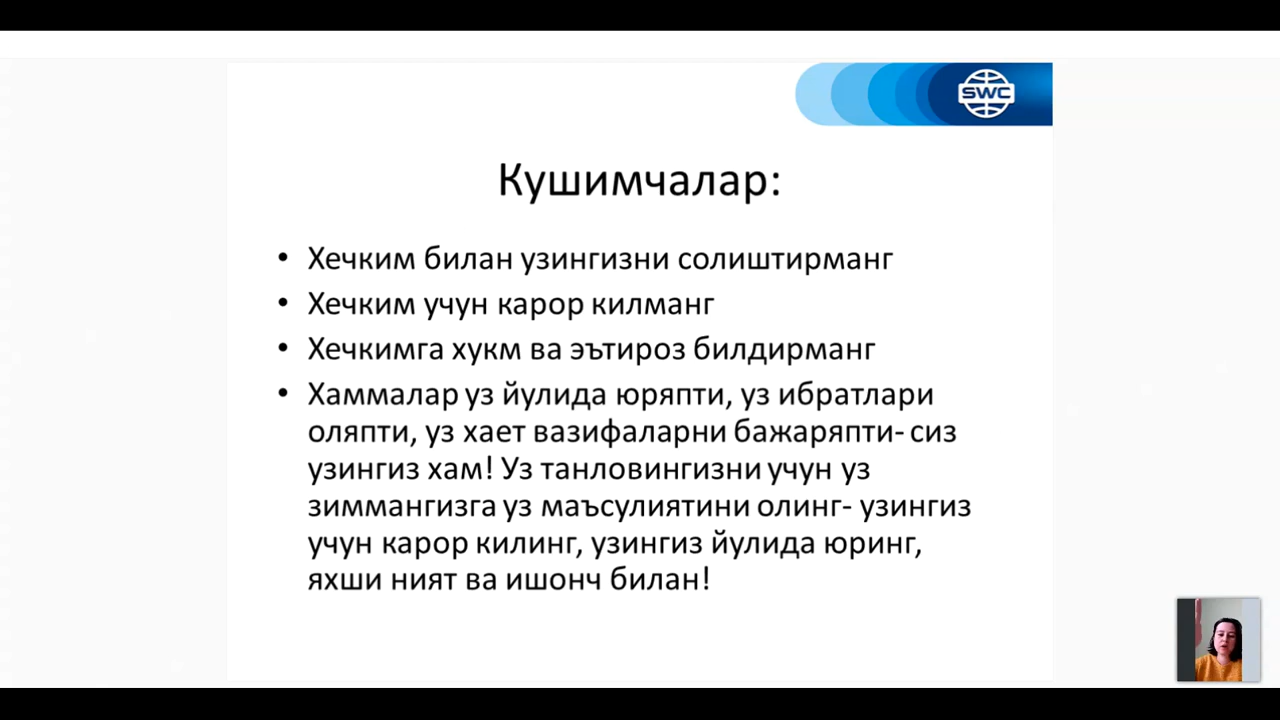 SWC
Кушимчалар:
• Хечким билан узингизни солиштирманг
• Хечким учун карор килманг
• Хечкимга хукм ва эътироз билдирманг
• Хаммалар уз йулида юряпти, уз ибратлари
оляпти, уз хает вазифаларни бажаряпти- сиз
узингиз хам! Уз танловингизни учун уз
зиммангизга уз маъсулиятини олинг- узингиз
учун карор килинг, узингиз йулида юринг,
яхши ният ва ишонч билан!